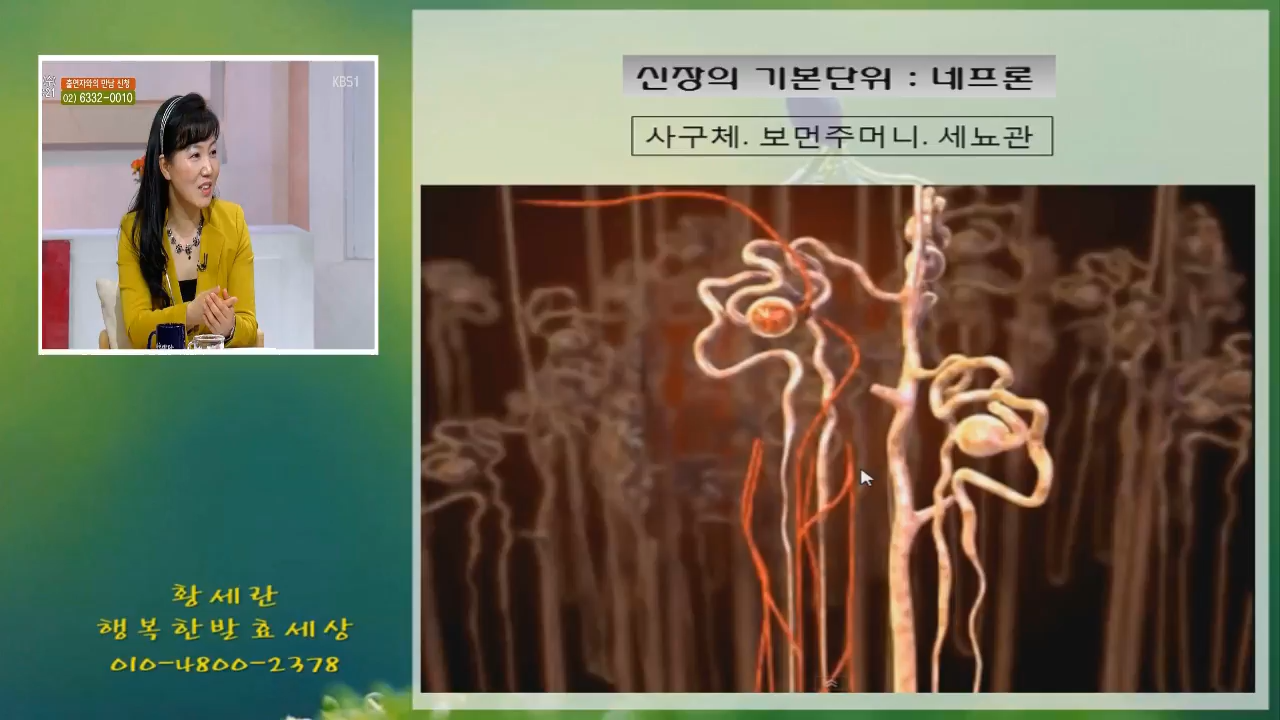 출연자와의 만남 신청
02) 6332-0010
KBS1
신장의 기본단위 : 네프론
사구체. 보먼주머니. 세뇨관
황세란
행복한발효세상
010-4800-2378